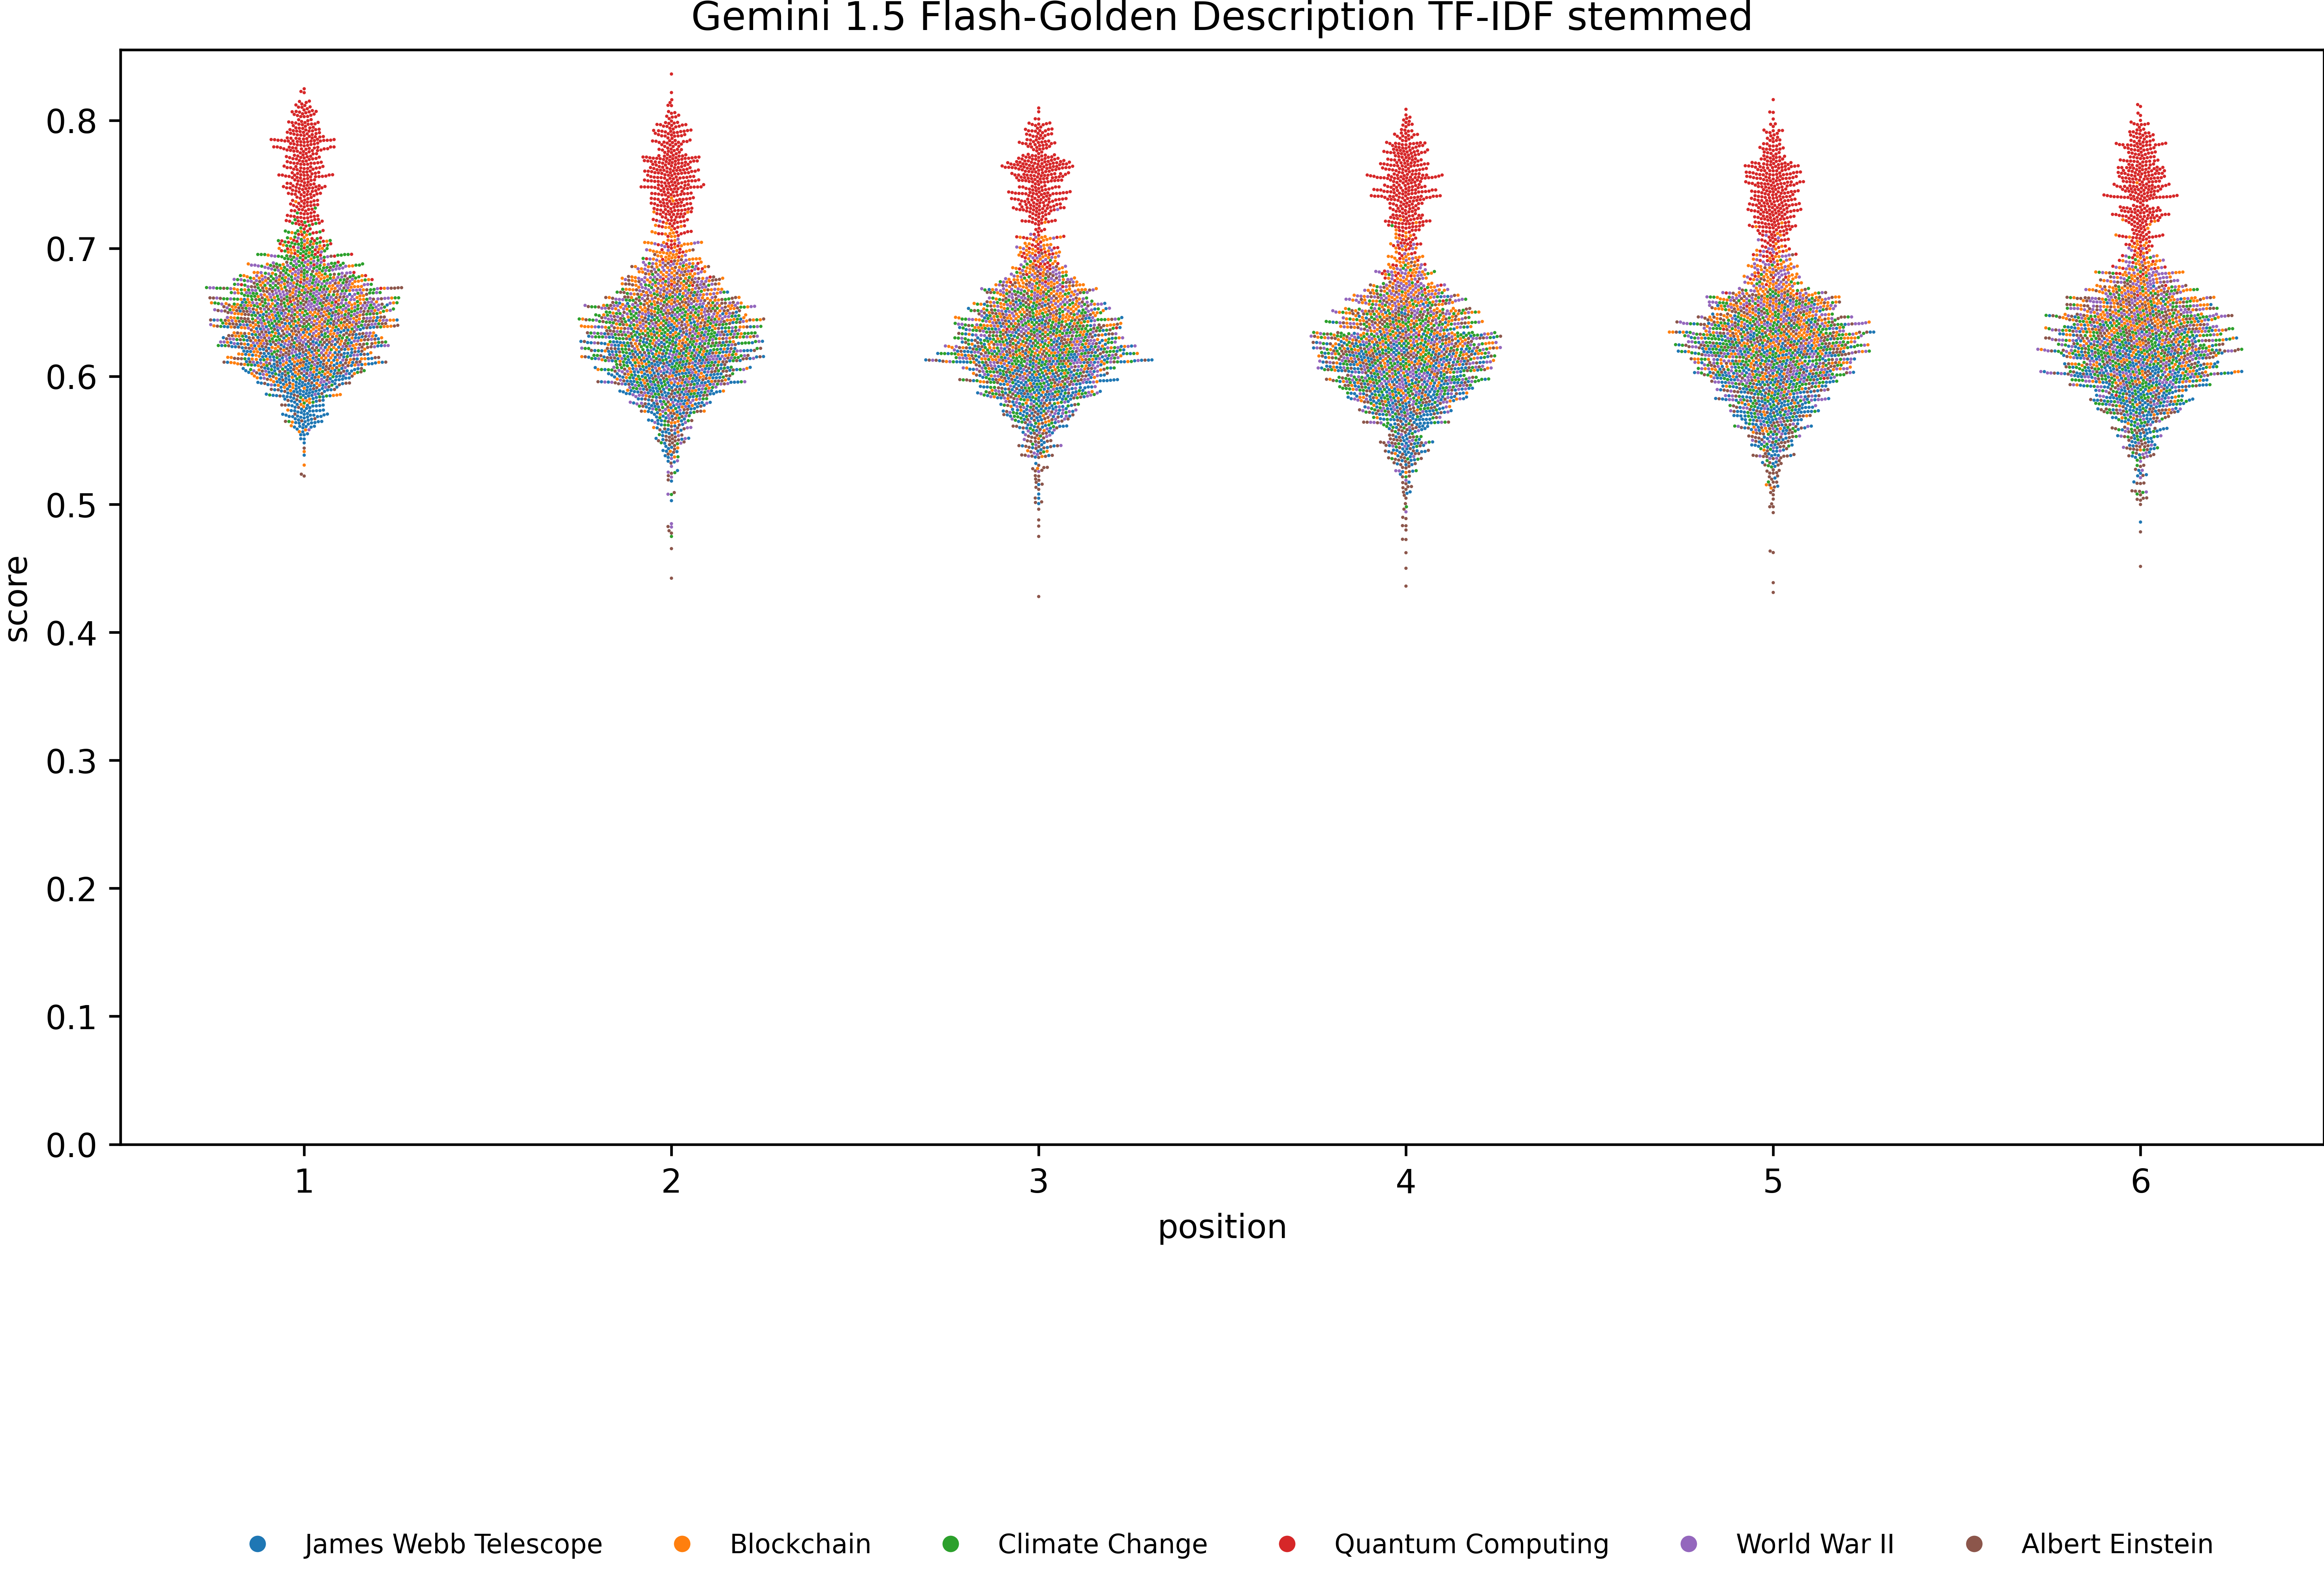 Gemini 1.5 Flash-Golden Description TF-IDF stemmed
0.8
0.7
0.6
0.5
0.4
0.3
0.2
0.1
0.0
score
1 2 3 4 5 6
position
James Webb Telescope Blockchain Climate Change Quantum Computing World War II Albert Einstein